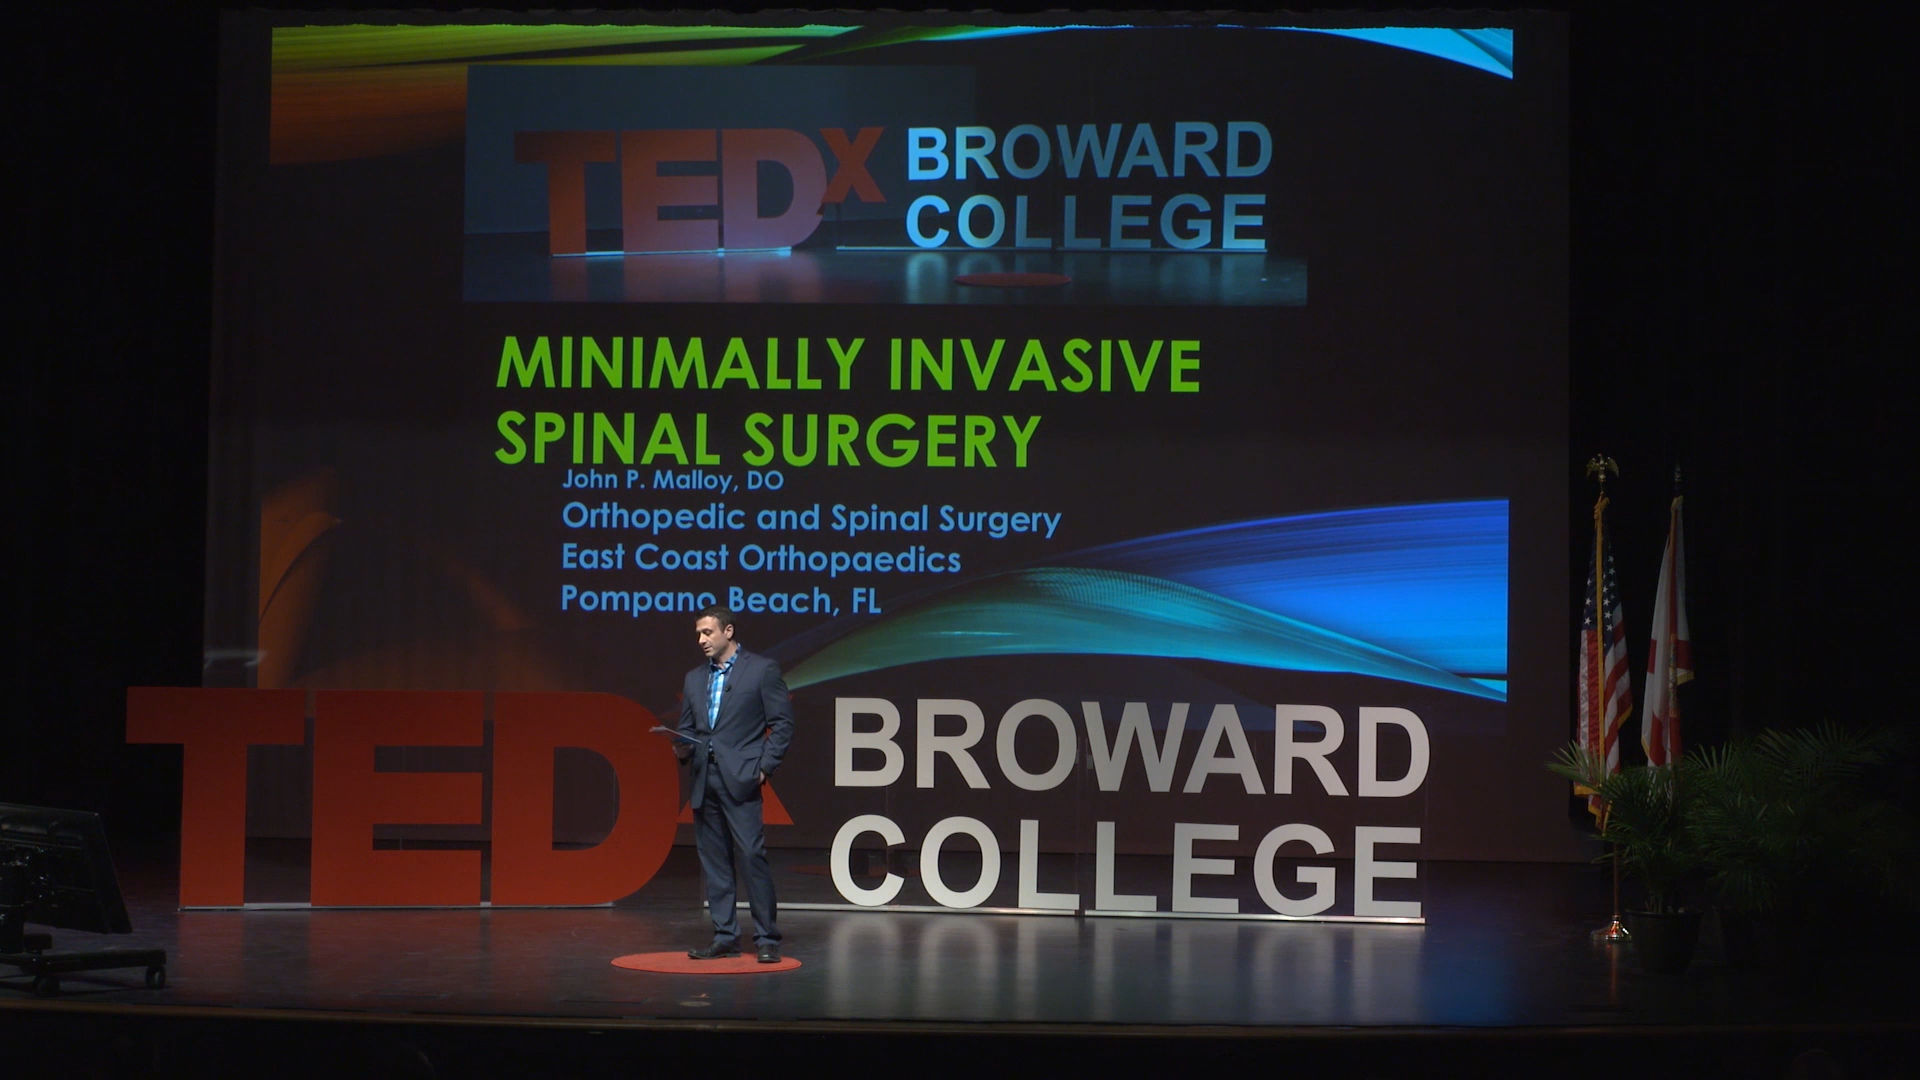 TEDx BROWARD
COLLEGE
MINIMALLY INVASIVE
SPINAL SURGERY
John P. Malloy, DO
Orthopedic and Spinal Surgery
East Coast Orthopaedics
Pompano Beach, FL
TEDx BROWARD
COLLEGE